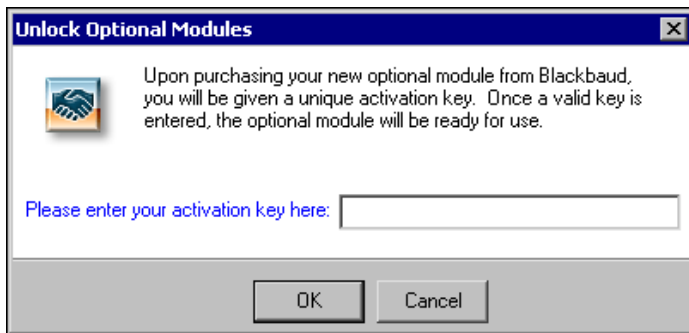 Unlock Optional Modules
Upon purchasing your new optional module from Blackbaud,
you will be given a unique activation key.  Once a valid key is
entered, the optional module will be ready for use.
Please enter your activation key here:
OK Cancel